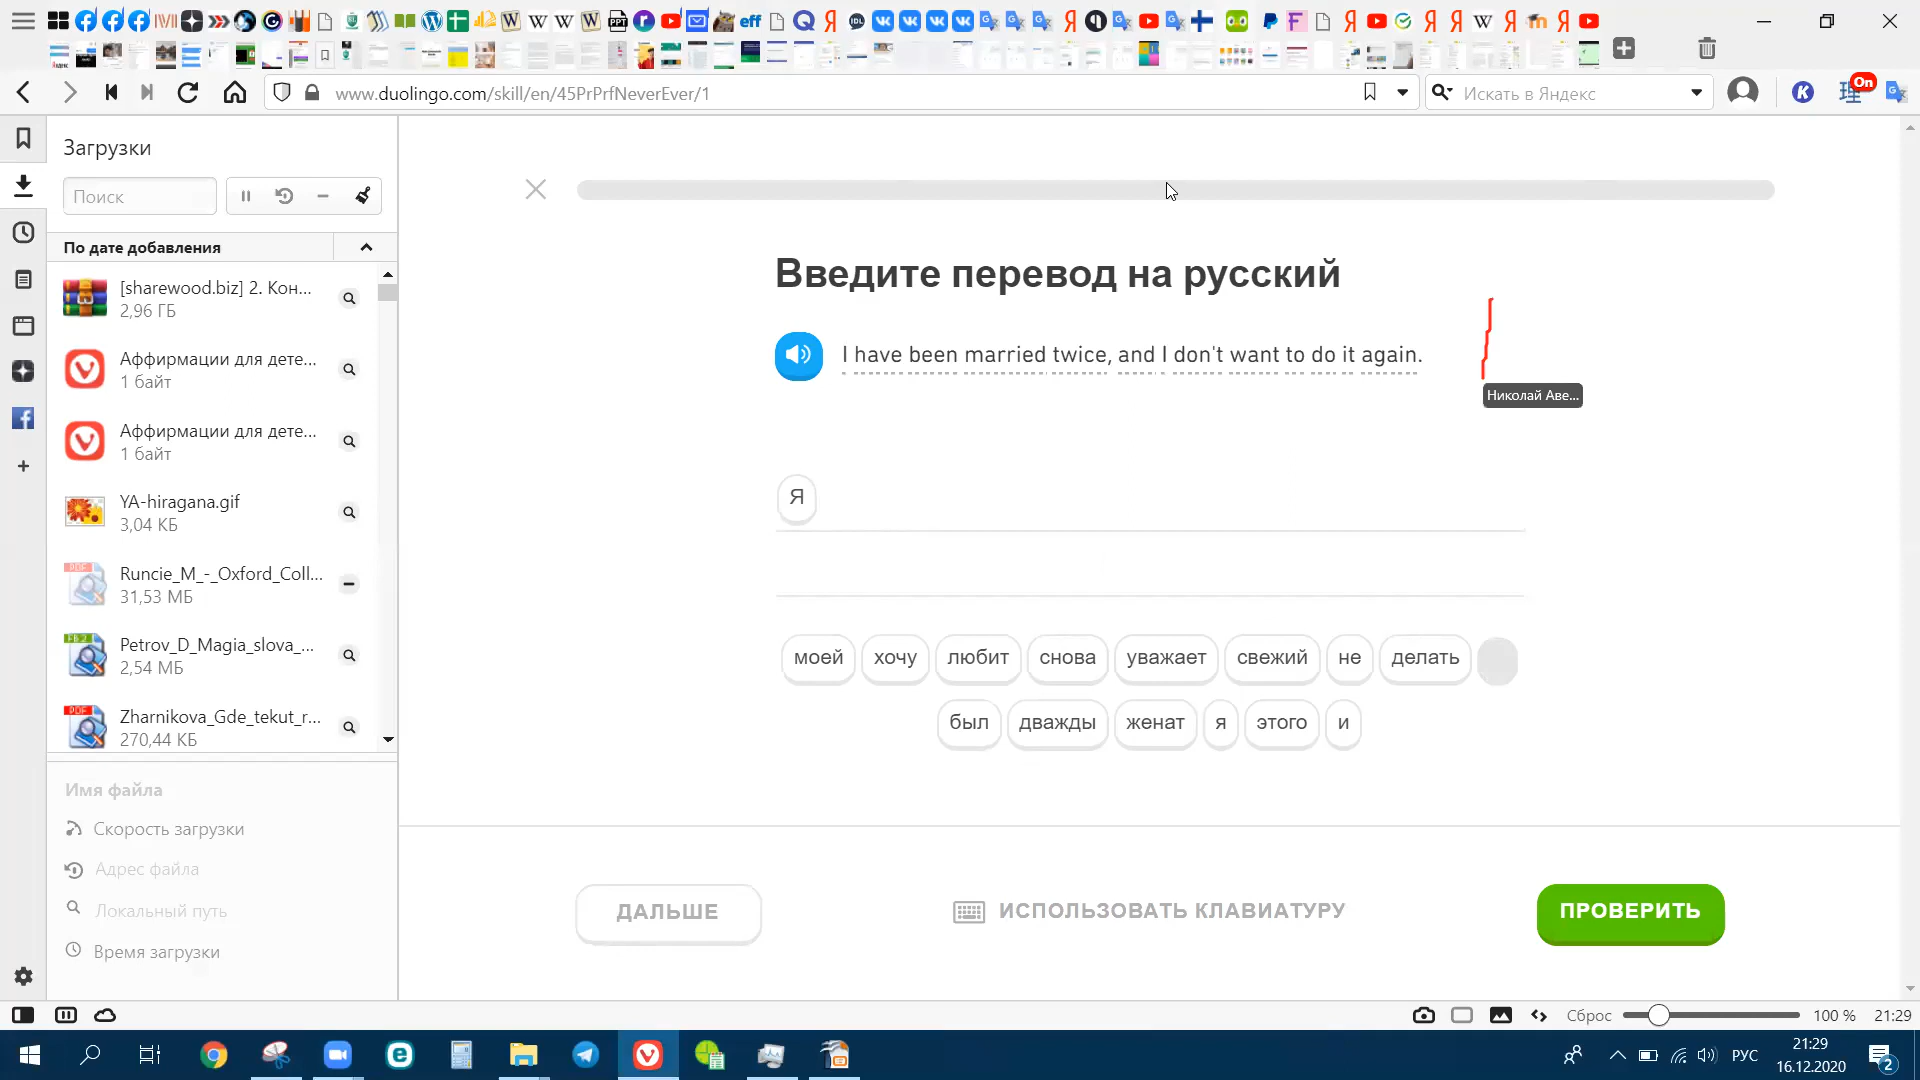 www.duolingo.com/skill/en/45PrPrfNeverEver/1
Искать в Яндекс
On
Загрузки
Поиск
По дате добавления
[sharewood.biz] 2. Кон...
2,96 ГБ
Аффирмации для дете...
1 байт
Аффирмации для дете...
1 байт
YA-hiragana.gif
3,04 КБ
Runcie_M_-_Oxford_Coll...
31,53 МБ
Petrov_D_Magia_slova_...
2,54 МБ
Zharnikova_Gde_tekut_r...
270,44 КБ
Имя файла
Скорость загрузки
Адрес файла
Локальный путь
Время загрузки
Введите перевод на русский
I have been married twice, and I don't want to do it again.
Николай Аве...
Я
моей хочу любит снова уважает свежий не делать
был дважды женат я этого и
ДАЛЬШЕ
ИСПОЛЬЗОВАТЬ КЛАВИАТУРУ
ПРОВЕРИТЬ
Сброс 100 % 21:29
РУС
21:29
16.12.2020
2